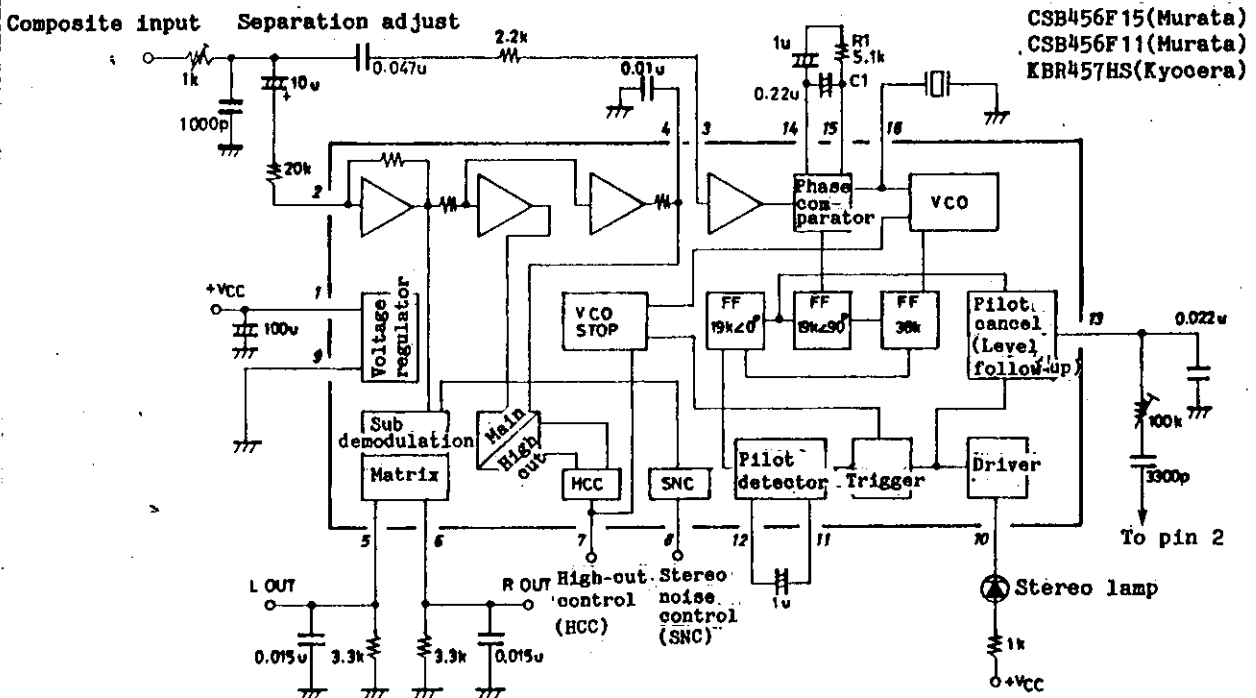 Composite input
Separation adjust
CSB456F15(Murata)
CSB456F11(Murata)
KBR457HS(Kyocera)
1k
1000p
10u
+
0.047u
2.2k
0.01u
1u
R1
5.1k
C1
0.22u
20k
2
4
3
14
15
16
Phase
com-
parator
VCO
+VCC
1
100u
9
Voltage
regulator
VCO
STOP
FF
19k∠0°
FF
19k∠90°
FF
38k
Pilot
cancel
(Level
follow-up)
13
0.022u
100k
3300p
To pin 2
Sub
demodulation
Matrix
Main
High
cut
HCC
SNC
Pilot
detector
Trigger
Driver
5
6
7
8
12
11
10
L OUT
R OUT
High-cut
control
(HCC)
Stereo
noise
control
(SNC)
1u
Stereo lamp
0.015u
3.3k
3.3k
0.015u
1k
+VCC